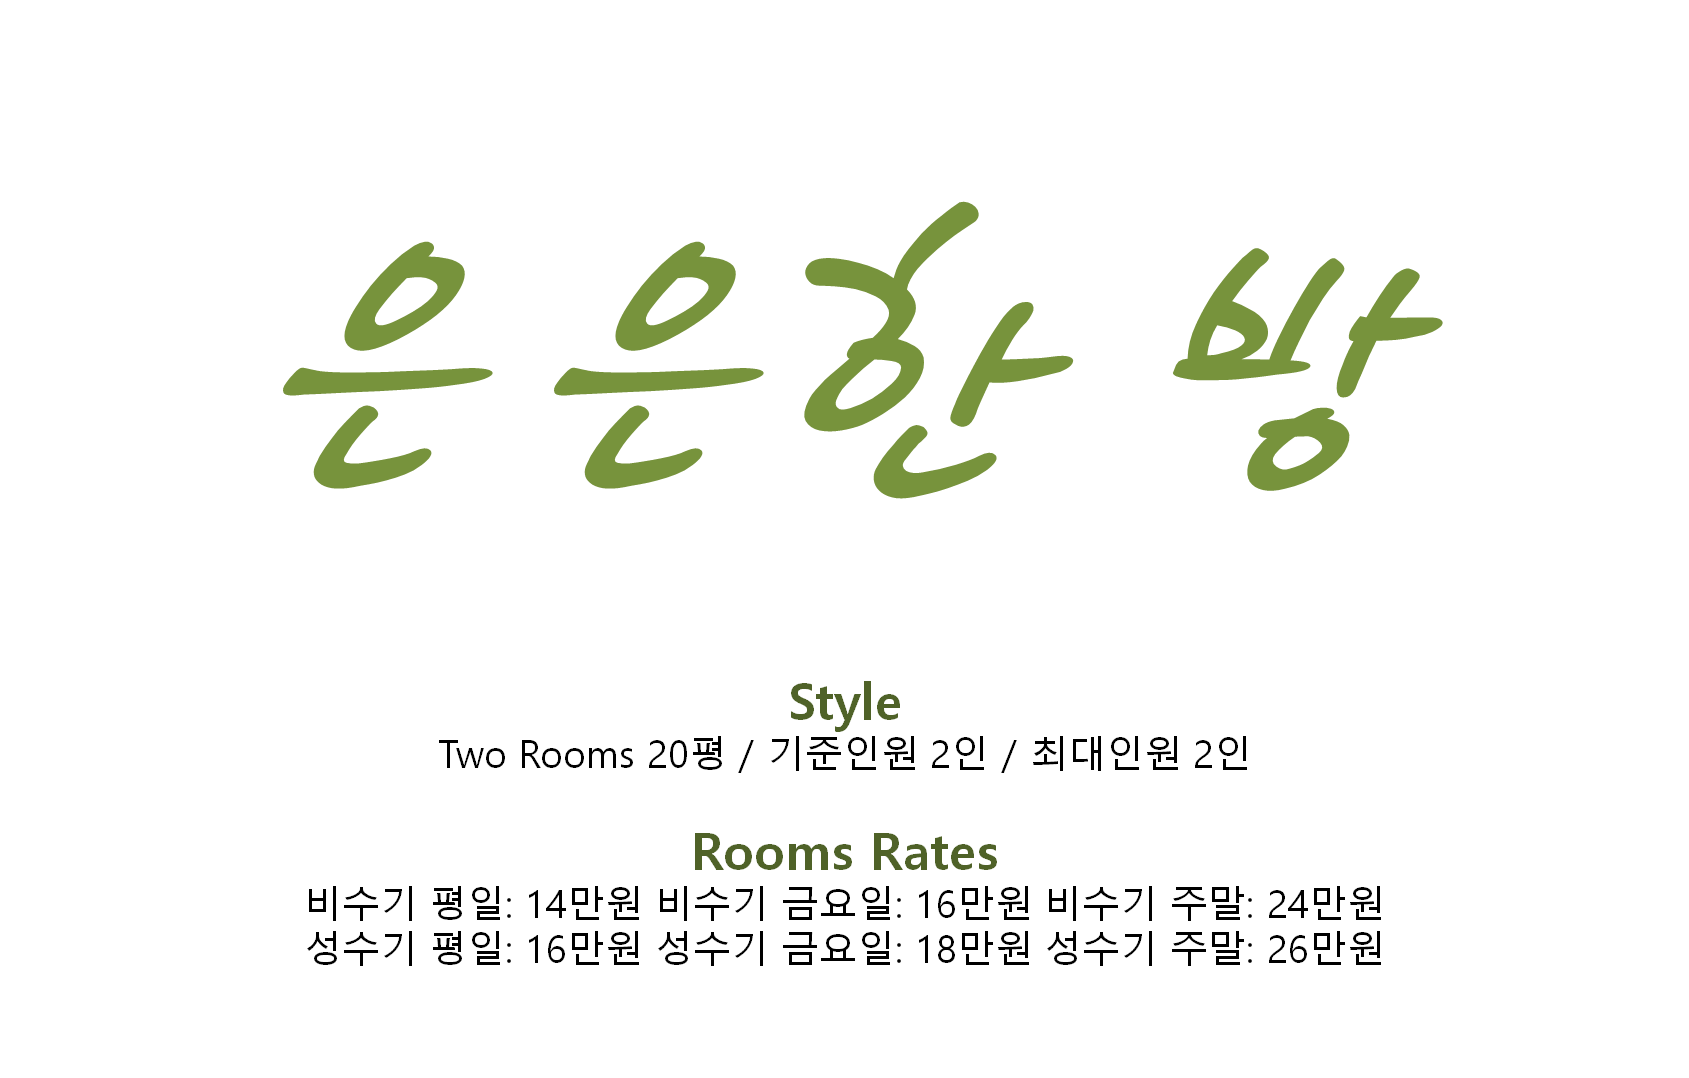 은은한 방
Style
Two Rooms 20평 / 기준인원 2인 / 최대인원 2인
Rooms Rates
비수기 평일: 14만원 비수기 금요일: 16만원 비수기 주말: 24만원
성수기 평일: 16만원 성수기 금요일: 18만원 성수기 주말: 26만원